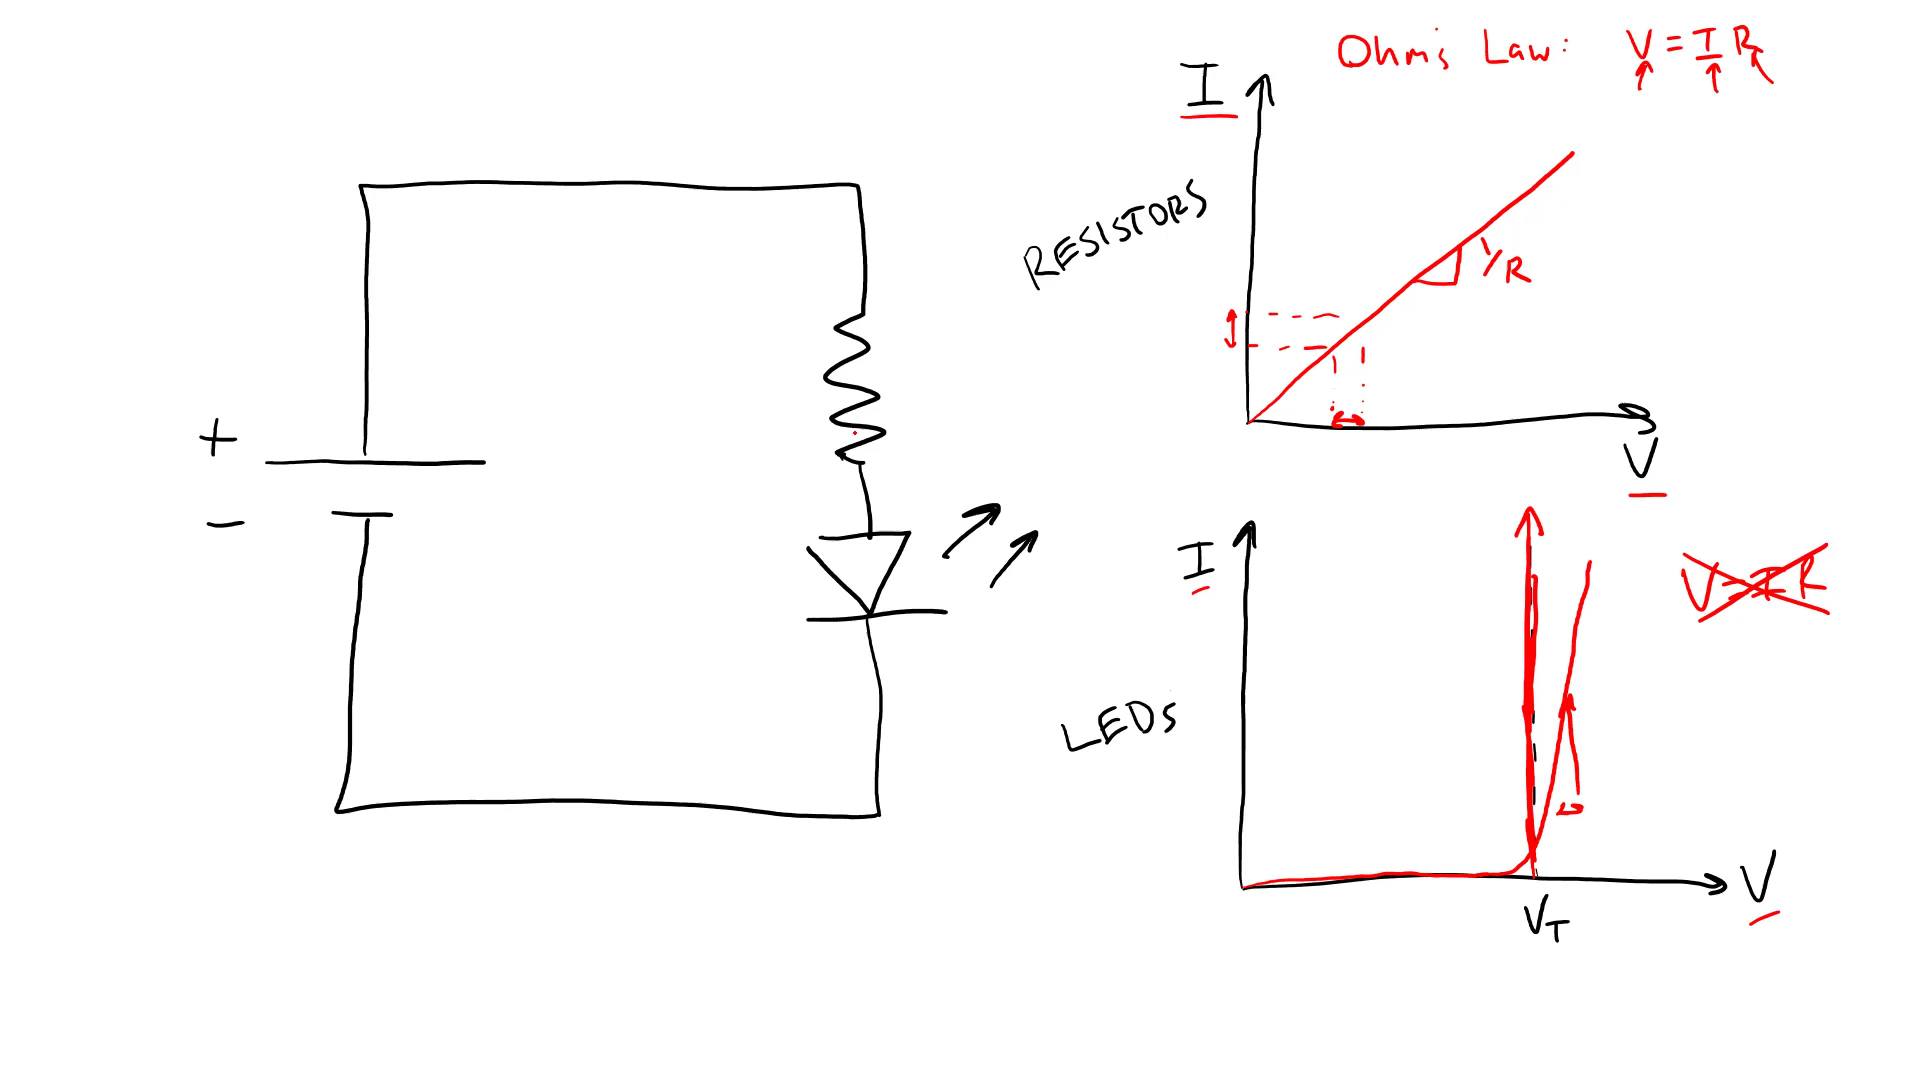 Ohm's Law: V = I R
I
RESISTORS
1/R
+
V
−
I
V = I R
LEDs
V
VT